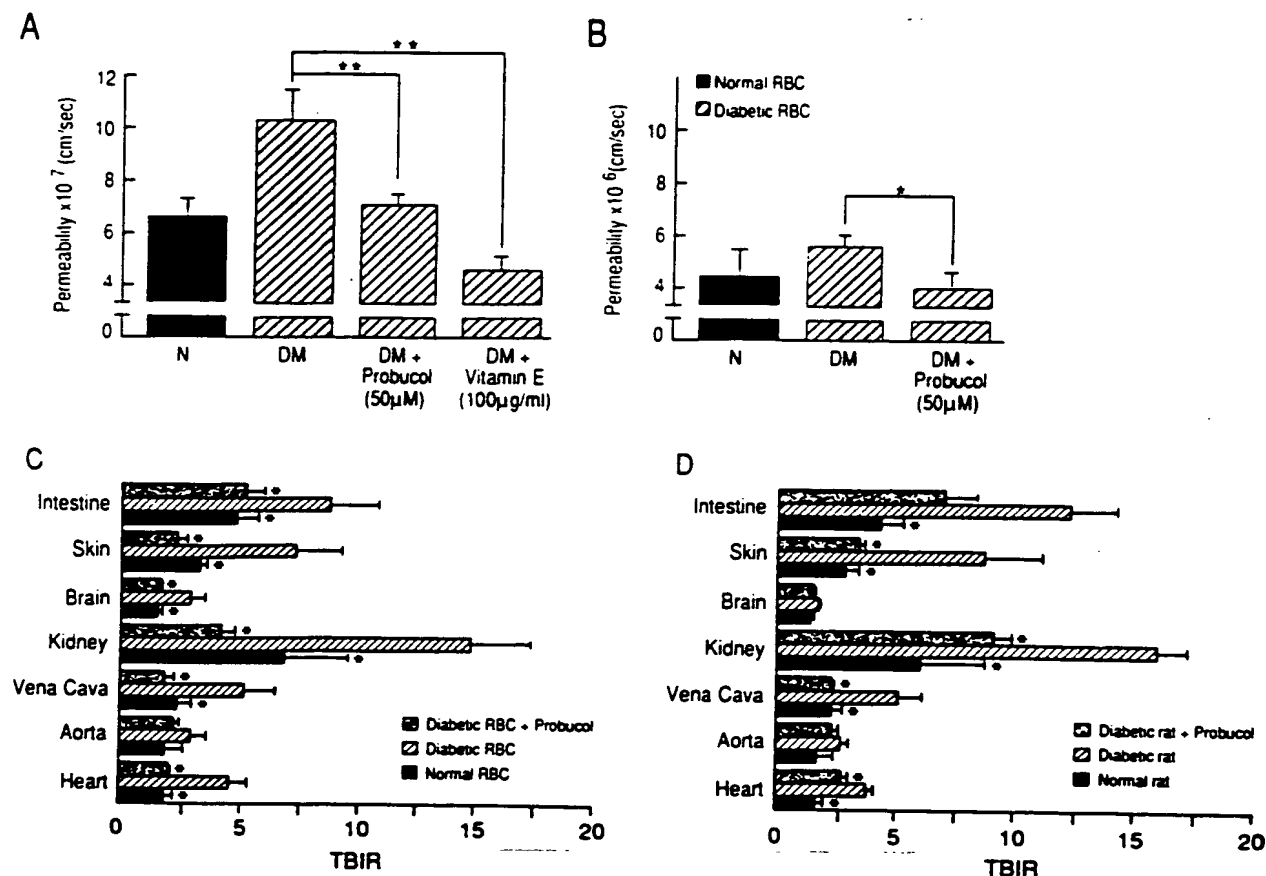 A
B
** 
**
12
10
8
6
4
0
Permeability x10 7 (cm/sec)
N
DM
DM +
Probucol
(50μM)
DM +
Vitamin E
(100μg/ml)
Normal RBC
Diabetic RBC
10
8
6
4
0
Permeability x10 6 (cm/sec)
*
N
DM
DM +
Probucol
(50μM)
C
Intestine
Skin
Brain
Kidney
Vena Cava
Aorta
Heart
Diabetic RBC + Probucol
Diabetic RBC
Normal RBC
0 5 10 15 20
TBIR
D
Intestine
Skin
Brain
Kidney
Vena Cava
Aorta
Heart
Diabetic rat + Probucol
Diabetic rat
Normal rat
0 5 10 15 20
TBIR